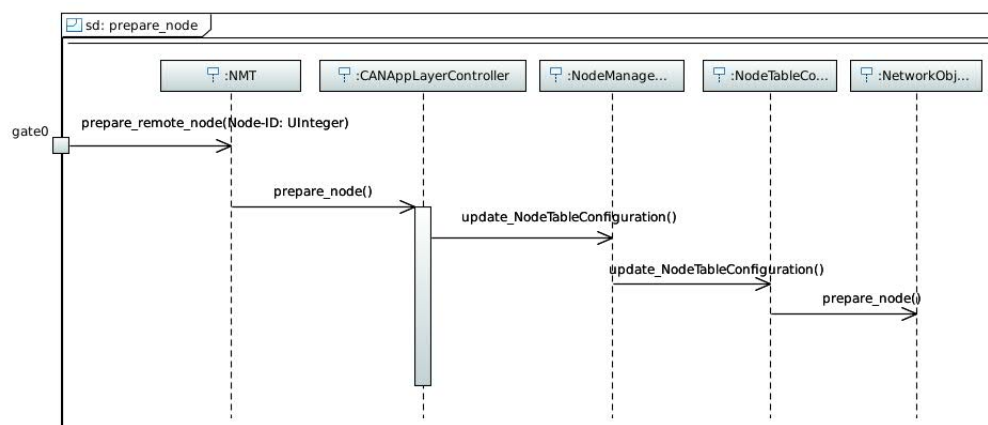 sd: prepare_node
:NMT
:CANAppLayerController
:NodeManage...
:NodeTableCo...
:NetworkObj...
gate0
prepare_remote_node(Node-ID: UInteger)
prepare_node()
update_NodeTableConfiguration()
update_NodeTableConfiguration()
prepare_node()